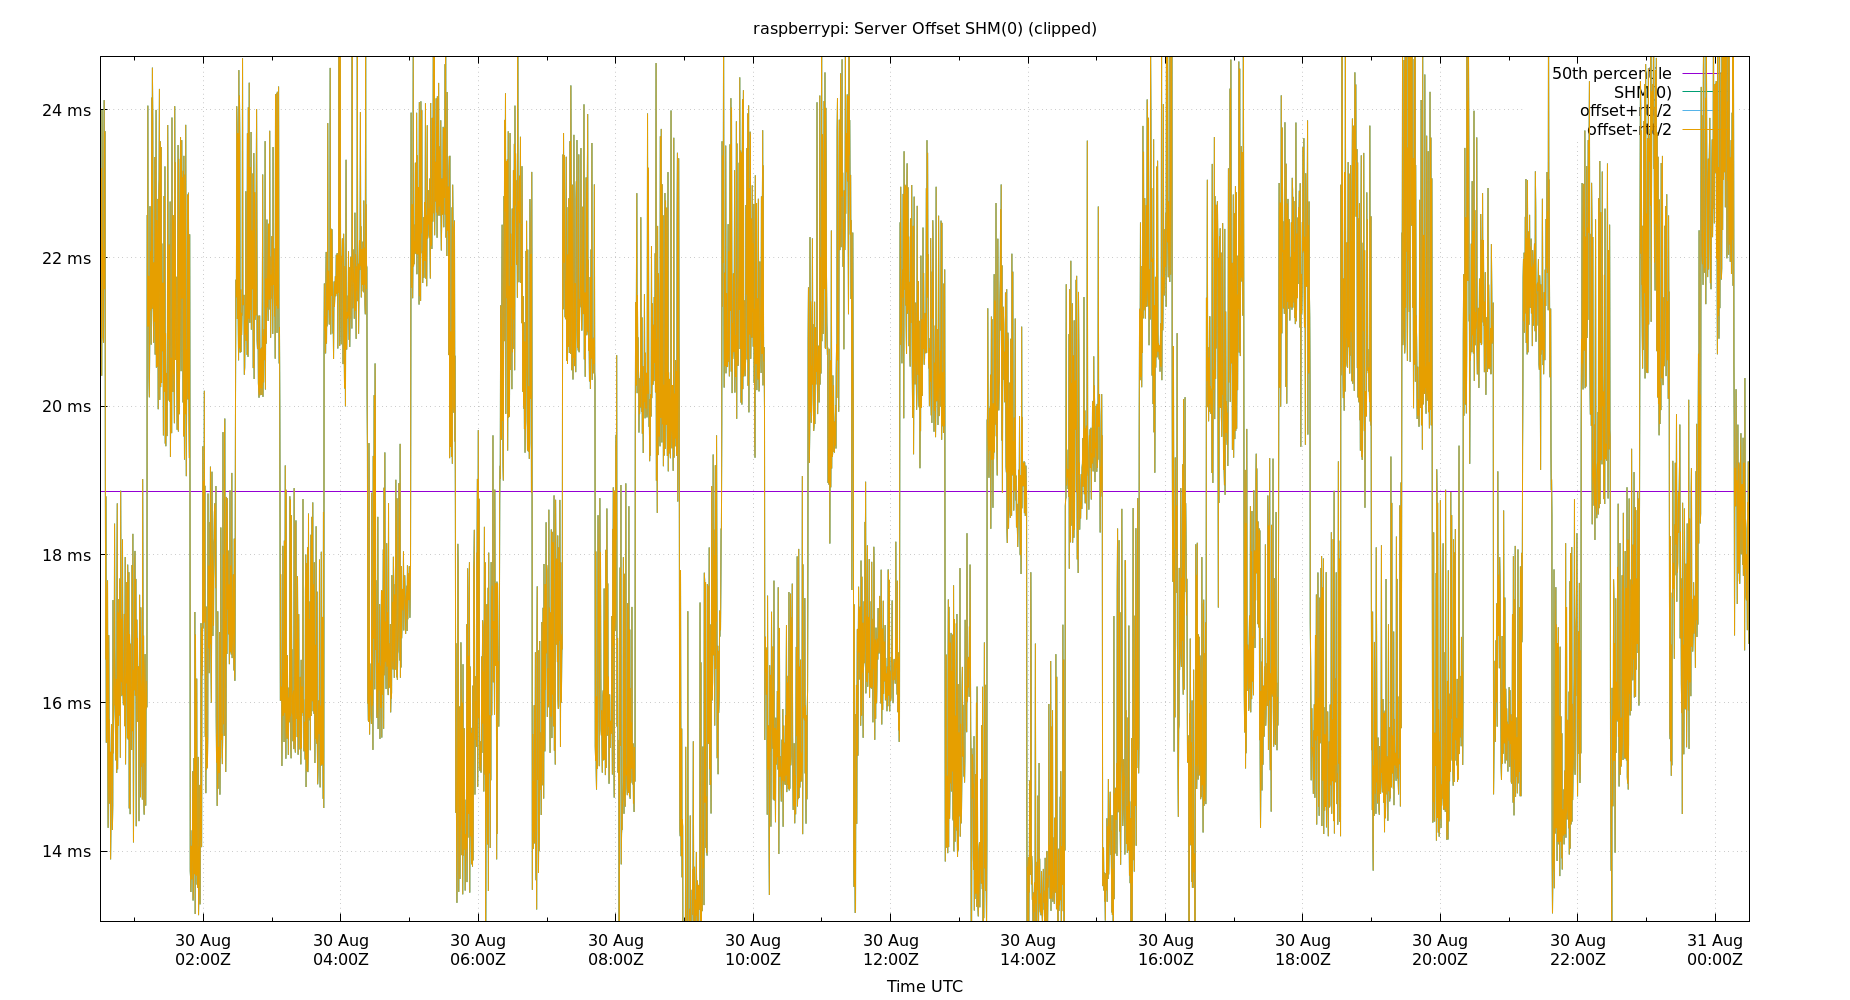 raspberrypi: Server Offset SHM(0) (clipped)
50th percentile
SHM(0)
offset+rtt/2
offset-rtt/2
24 ms
22 ms
20 ms
18 ms
16 ms
14 ms
30 Aug 30 Aug 30 Aug 30 Aug 30 Aug 30 Aug 30 Aug 30 Aug 30 Aug 30 Aug 30 Aug 31 Aug
02:00Z 04:00Z 06:00Z 08:00Z 10:00Z 12:00Z 14:00Z 16:00Z 18:00Z 20:00Z 22:00Z 00:00Z
Time UTC